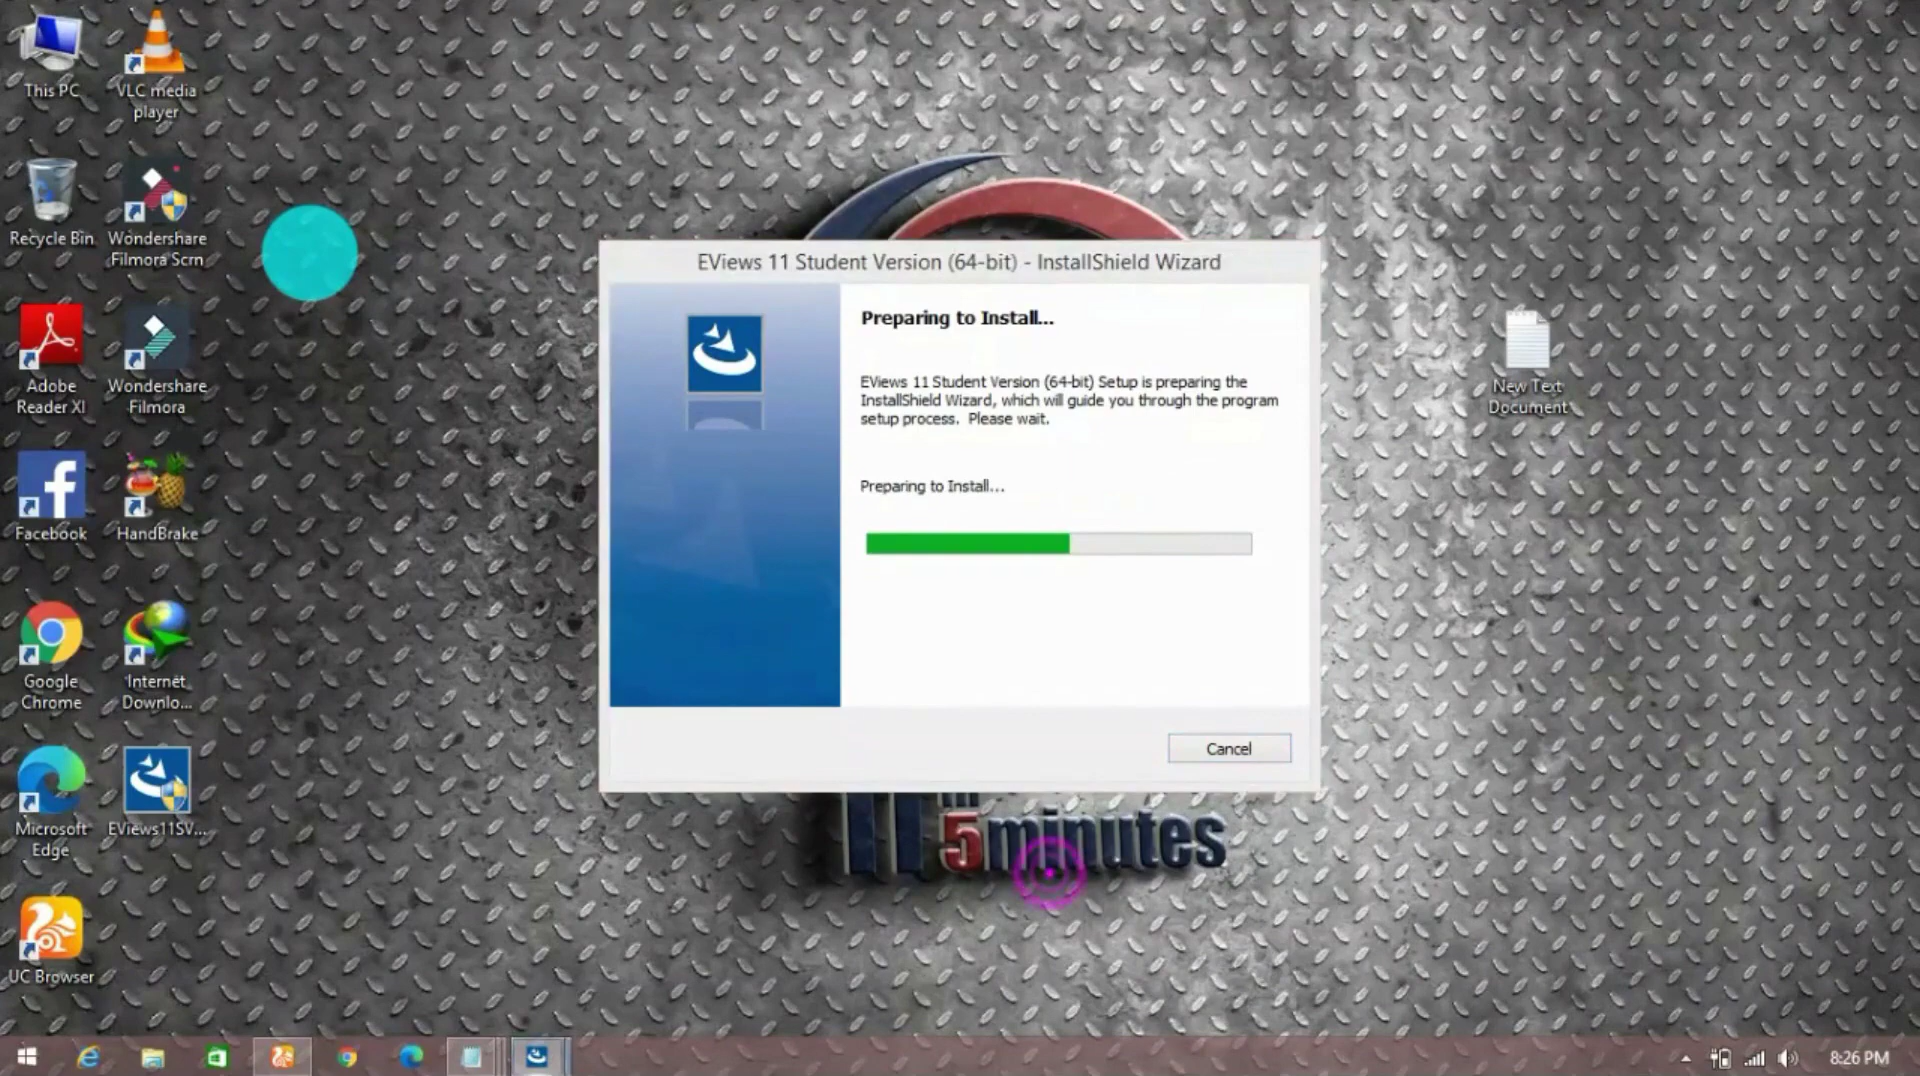 This PC
VLC media
player
Recycle Bin
Wondershare
Filmora Scrn
Adobe
Reader XI
Wondershare
Filmora
Facebook
HandBrake
Google
Chrome
Internet
Downlo...
Microsoft
Edge
EViews11SV...
UC Browser
EViews 11 Student Version (64-bit) - InstallShield Wizard
Preparing to Install...
EViews 11 Student Version (64-bit) Setup is preparing the
InstallShield Wizard, which will guide you through the program
setup process. Please wait.
Preparing to Install...
Cancel
New Text
Document
5minutes
8:26 PM